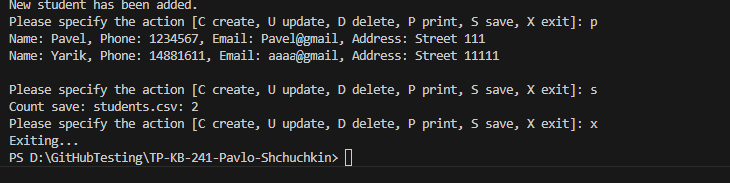 New student has been added.
Please specify the action [C create, U update, D delete, P print, S save, X exit]: p
Name: Pavel, Phone: 1234567, Email: Pavel@gmail, Address: Street 111
Name: Yarik, Phone: 14881611, Email: aaaa@gmail, Address: Street 11111
Please specify the action [C create, U update, D delete, P print, S save, X exit]: s
Count save: students.csv: 2
Please specify the action [C create, U update, D delete, P print, S save, X exit]: x
Exiting...
PS D:\GitHubTesting\TP-KB-241-Pavlo-Shchuchkin>